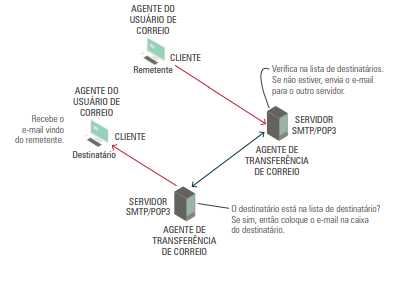 AGENTE DO
USUÁRIO DE
CORREIO
CLIENTE
Remetente
Verifica na lista de destinatários.
Se não estiver, envia o e-mail
para o outro servidor.
AGENTE DO
USUÁRIO DE
CORREIO
Recebe o
e-mail vindo
do remetente.
CLIENTE
Destinatário
SERVIDOR
SMTP/POP3
AGENTE DE
TRANSFERÊNCIA
DE CORREIO
SERVIDOR
SMTP/POP3
O destinatário está na lista de destinatário?
Se sim, então coloque o e-mail na caixa
do destinatário.
AGENTE DE
TRANSFERÊNCIA
DE CORREIO